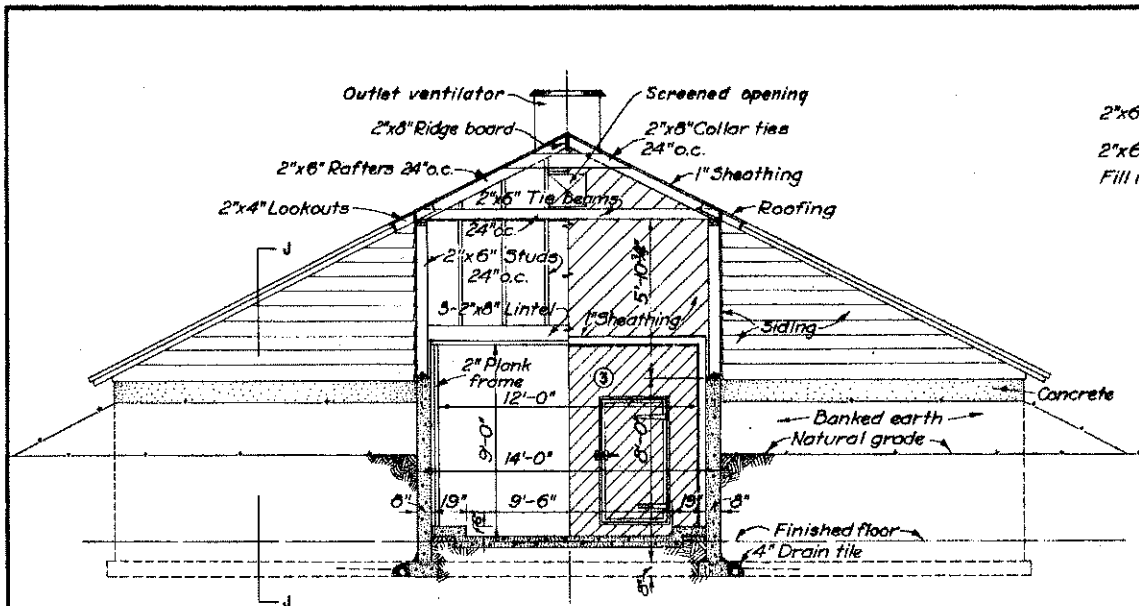 Outlet ventilator
Screened opening
2"x8" Ridge board
2"x8" Collar ties
24" o.c.
2"x6" Rafters 24" o.c.
1" Sheathing
2"x6" Tie beams
24" o.c.
2"x4" Lookouts
Roofing
J
2"x6" Studs
24" o.c.
5'-10¾"
3-2"x8" Lintel
1" Sheathing
Siding
2" Plank
frame
3
12'-0"
Concrete
9'-0"
8'-0"
Banked earth
Natural grade
14'-0"
8"
19"
9'-6"
19"
8"
Finished floor
4" Drain tile
J
2"x6
2"x6
Fill